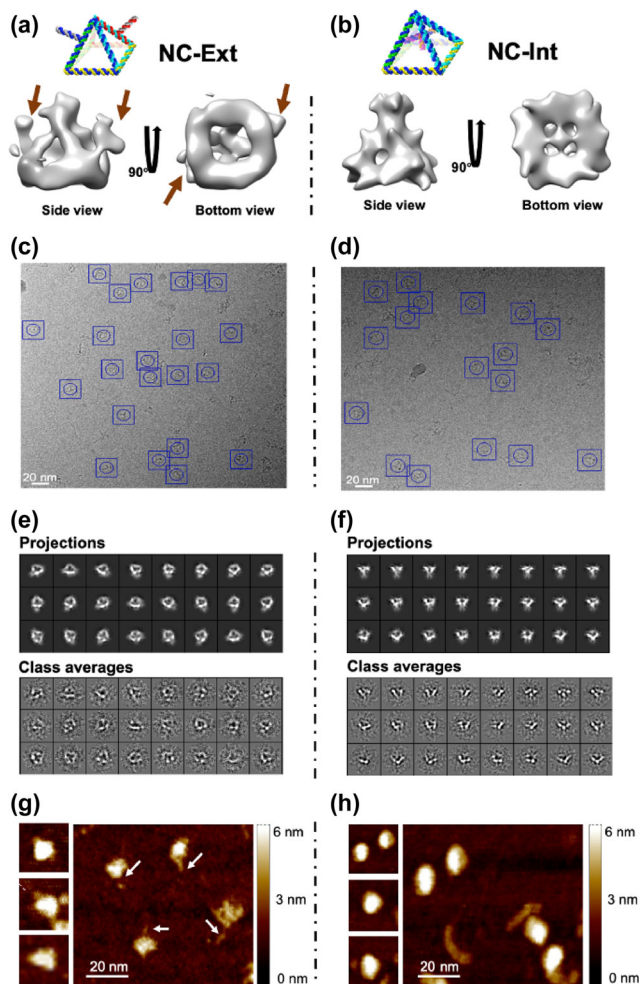 (a)
NC-Ext
90°
Side view
Bottom view
(b)
NC-Int
90°
Side view
Bottom view
(c)
20 nm
(d)
20 nm
(e)
Projections
Class averages
(f)
Projections
Class averages
(g)
20 nm
6 nm
3 nm
0 nm
(h)
20 nm
6 nm
3 nm
0 nm